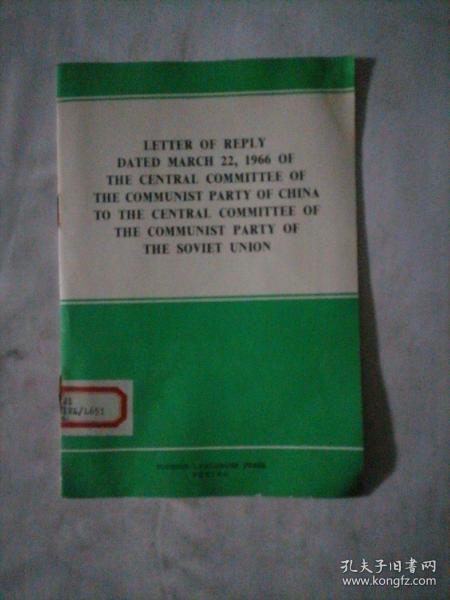 LETTER OF REPLY
DATED MARCH 22, 1966 OF
THE CENTRAL COMMITTEE OF
THE COMMUNIST PARTY OF CHINA
TO THE CENTRAL COMMITTEE OF
THE COMMUNIST PARTY OF
THE SOVIET UNION
FOREIGN LANGUAGES PRESS
PEKING
孔夫子旧书网
www.kongfz.com